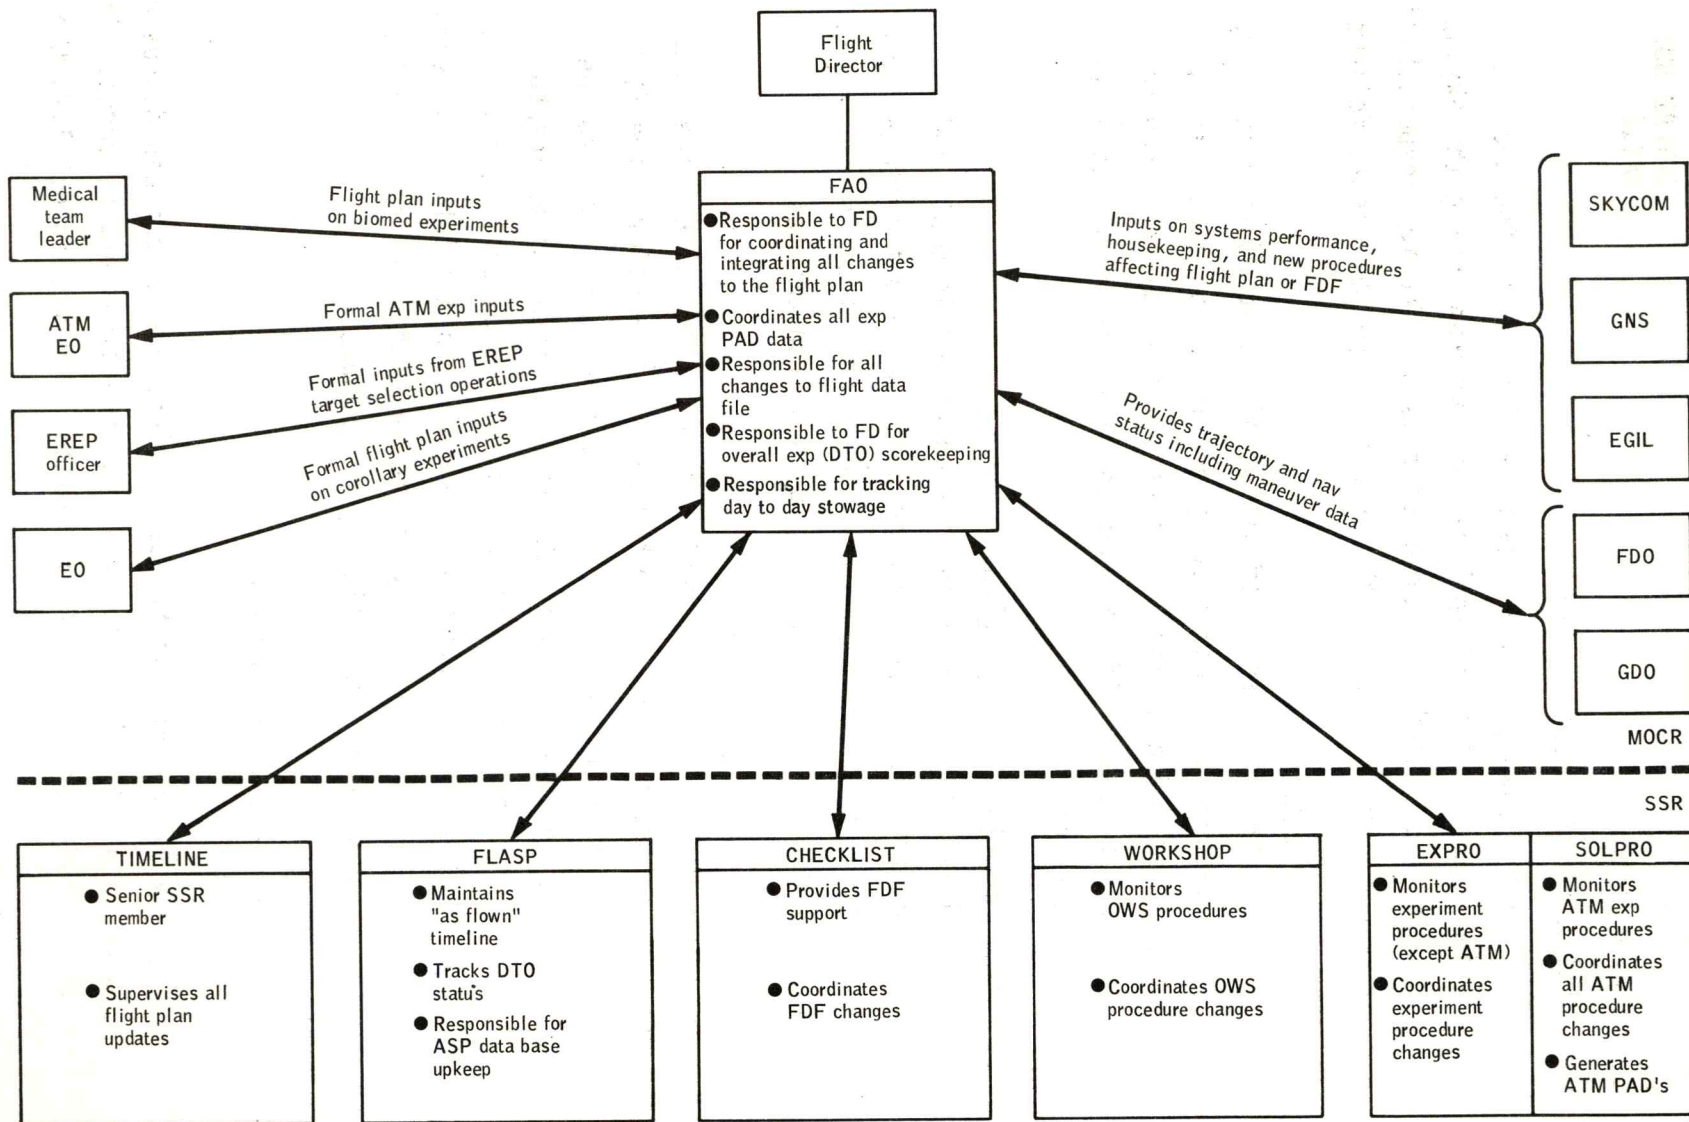 Flight
Director
Medical
team
leader
Flight plan inputs
on biomed experiments
ATM
EO
Formal ATM exp inputs
EREP
officer
Formal inputs from EREP
target selection operations
EO
Formal flight plan inputs
on corollary experiments
FAO
●Responsible to FD
for coordinating and
integrating all changes
to the flight plan
●Coordinates all exp
PAD data
●Responsible for all
changes to flight data
file
●Responsible to FD for
overall exp (DTO) scorekeeping
●Responsible for tracking
day to day stowage
Inputs on systems performance,
housekeeping, and new procedures
affecting flight plan or FDF
SKYCOM
GNS
EGIL
Provides trajectory and nav
status including maneuver data
FDO
GDO
MOCR
SSR
TIMELINE
● Senior SSR
member
● Supervises all
flight plan
updates
FLASP
● Maintains
"as flown"
timeline
● Tracks DTO
status
● Responsible for
ASP data base
upkeep
CHECKLIST
● Provides FDF
support
● Coordinates
FDF changes
WORKSHOP
● Monitors
OWS procedures
● Coordinates OWS
procedure changes
EXPRO
● Monitors
experiment
procedures
(except ATM)
● Coordinates
experiment
procedure
changes
SOLPRO
● Monitors
ATM exp
procedures
● Coordinates
all ATM
procedure
changes
● Generates
ATM PAD's